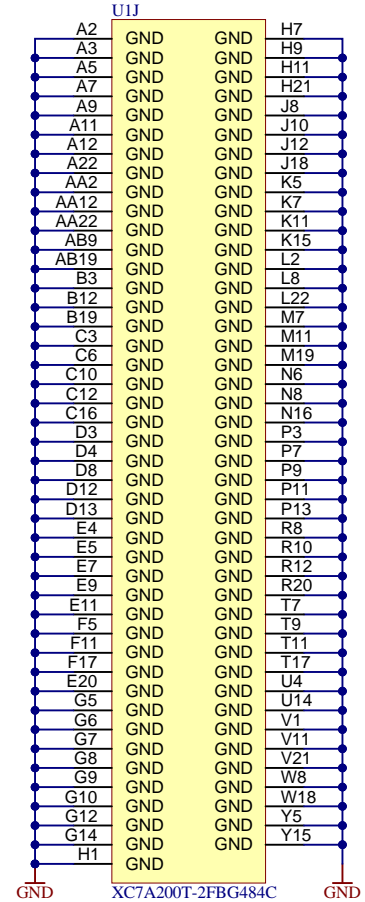 U1J
A2 GND GND H7
A3 GND GND H9
A5 GND GND H11
A7 GND GND H21
A9 GND GND J8
A11 GND GND J10
A12 GND GND J12
A22 GND GND J18
AA2 GND GND K5
AA12 GND GND K7
AA22 GND GND K11
AB9 GND GND K15
AB19 GND GND L2
B3 GND GND L8
B12 GND GND L22
B19 GND GND M7
C3 GND GND M11
C6 GND GND M19
C10 GND GND N6
C12 GND GND N8
C16 GND GND N16
D3 GND GND P3
D4 GND GND P7
D8 GND GND P9
D12 GND GND P11
D13 GND GND P13
E4 GND GND R8
E5 GND GND R10
E7 GND GND R12
E9 GND GND R20
E11 GND GND T7
F5 GND GND T9
F11 GND GND T11
F17 GND GND T17
E20 GND GND U4
G5 GND GND U14
G6 GND GND V1
G7 GND GND V11
G8 GND GND V21
G9 GND GND W8
G10 GND GND W18
G12 GND GND Y5
G14 GND GND Y15
H1 GND
GND XC7A200T-2FBG484C GND